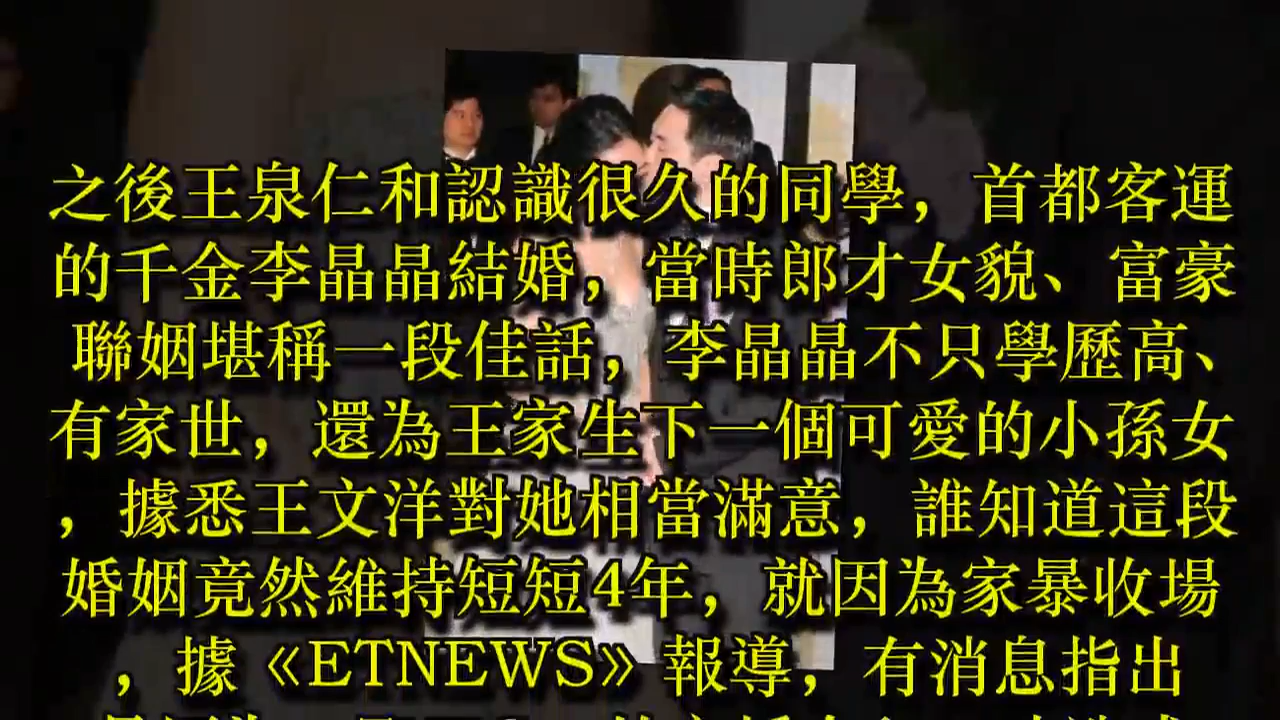 之後王泉仁和認識很久的同學，首都客運
的千金李晶晶結婚，當時郎才女貌、富豪
聯姻堪稱一段佳話，李晶晶不只學歷高、
有家世，還為王家生下一個可愛的小孫女
，據悉王文洋對她相當滿意，誰知道這段
婚姻竟然維持短短4年，就因為家暴收場
，據《ETNEWS》報導，有消息指出